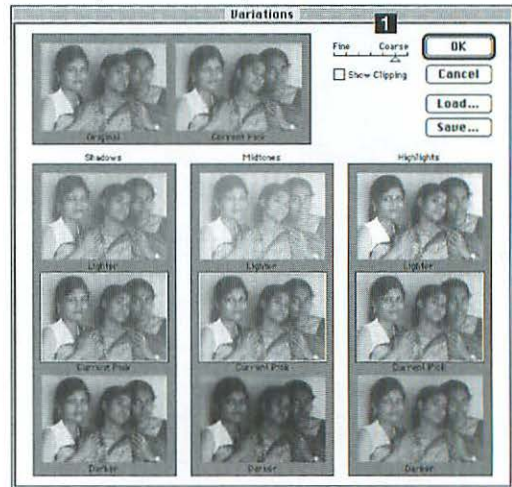 Variations
1
Fine Coarse
OK
Show Clipping
Cancel
Load...
Save...
Original Current Pick
Shadows Midtones Highlights
Lighter Lighter Lighter
Current Pick Current Pick Current Pick
Darker Darker Darker